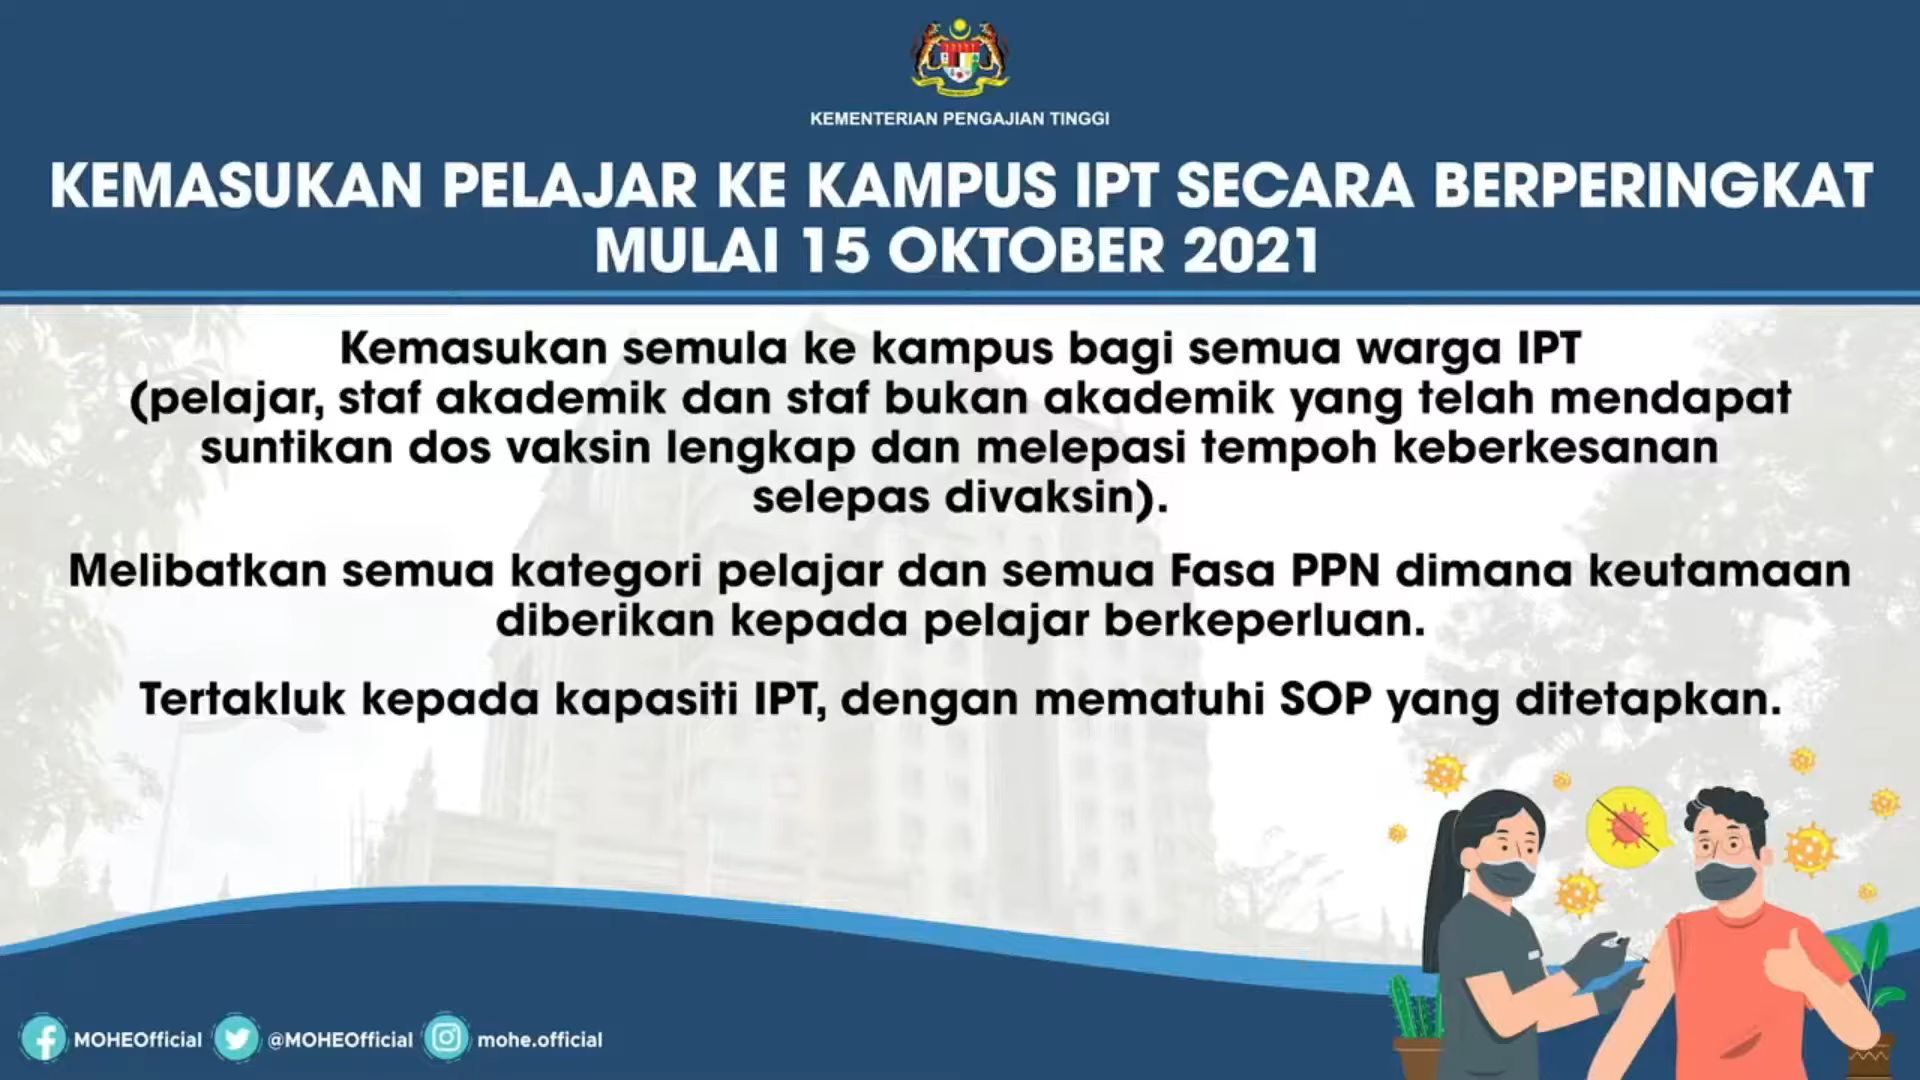 KEMENTERIAN PENGAJIAN TINGGI
KEMASUKAN PELAJAR KE KAMPUS IPT SECARA BERPERINGKAT
MULAI 15 OKTOBER 2021
Kemasukan semula ke kampus bagi semua warga IPT
(pelajar, staf akademik dan staf bukan akademik yang telah mendapat
suntikan dos vaksin lengkap dan melepasi tempoh keberkesanan
selepas divaksin).
Melibatkan semua kategori pelajar dan semua Fasa PPN dimana keutamaan
diberikan kepada pelajar berkeperluan.
Tertakluk kepada kapasiti IPT, dengan mematuhi SOP yang ditetapkan.
MOHEOfficial @MOHEOfficial mohe.official